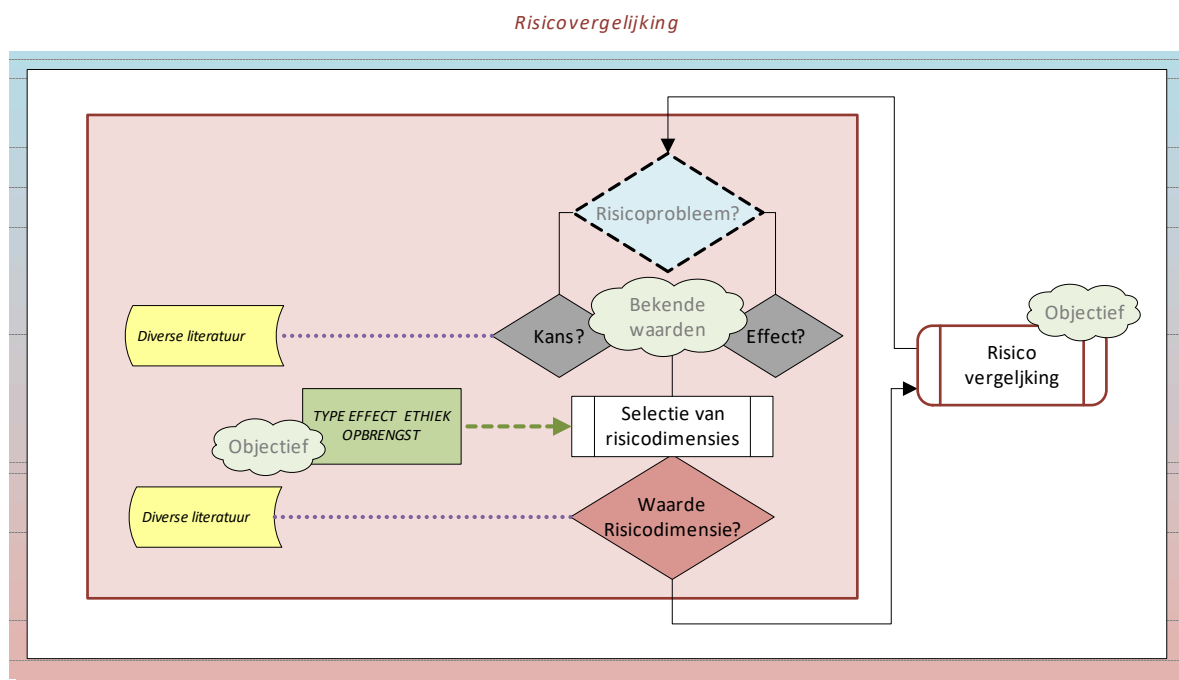 Risicovergelijking
Risicoprobleem?
Bekende
waarden
Kans?
Effect?
Diverse literatuur
Objectief
Risico
vergeljking
TYPE EFFECT ETHIEK
OPBRENGST
Objectief
Selectie van
risicodimensies
Diverse literatuur
Waarde
Risicodimensie?